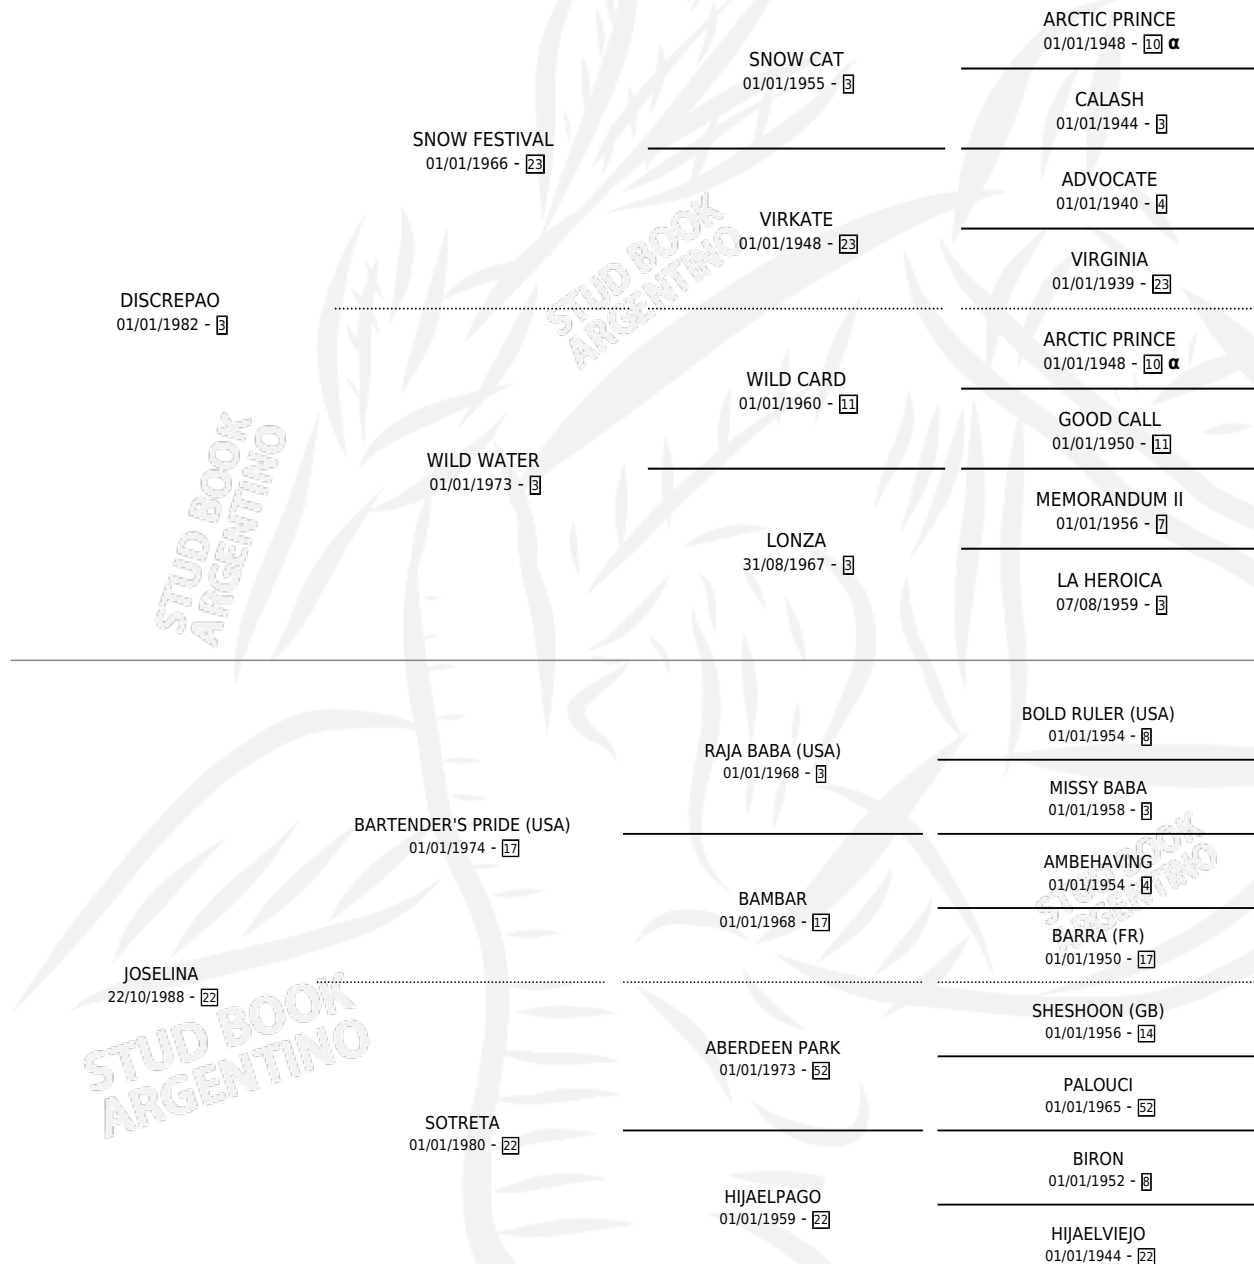 ARCTIC PRINCE
01/01/1948 - 10 α
SNOW CAT
01/01/1955 - 3
CALASH
01/01/1944 - 3
SNOW FESTIVAL
01/01/1966 - 23
ADVOCATE
01/01/1940 - 4
VIRKATE
01/01/1948 - 23
VIRGINIA
01/01/1939 - 23
DISCREPAO
01/01/1982 - 3
STUD BOOK
ARGENTINO
ARCTIC PRINCE
01/01/1948 - 10 α
WILD CARD
01/01/1960 - 11
GOOD CALL
01/01/1950 - 11
WILD WATER
01/01/1973 - 3
MEMORANDUM II
01/01/1956 - 7
LONZA
31/08/1967 - 3
LA HEROICA
07/08/1959 - 3
STUD BOOK
ARGENTINO
BOLD RULER (USA)
01/01/1954 - 8
RAJA BABA (USA)
01/01/1968 - 3
MISSY BABA
01/01/1958 - 3
BARTENDER'S PRIDE (USA)
01/01/1974 - 17
AMBEHAVING
01/01/1954 - 4
BAMBAR
01/01/1968 - 17
BARRA (FR)
01/01/1950 - 17
STUD BOOK
ARGENTINO
JOSELINA
22/10/1988 - 22
STUD BOOK
ARGENTINO
SHESHOON (GB)
01/01/1956 - 14
ABERDEEN PARK
01/01/1973 - 52
PALOUCI
01/01/1965 - 52
SOTRETA
01/01/1980 - 22
BIRON
01/01/1952 - 8
HIJAELPAGO
01/01/1959 - 22
HIJAELVIEJO
01/01/1944 - 22